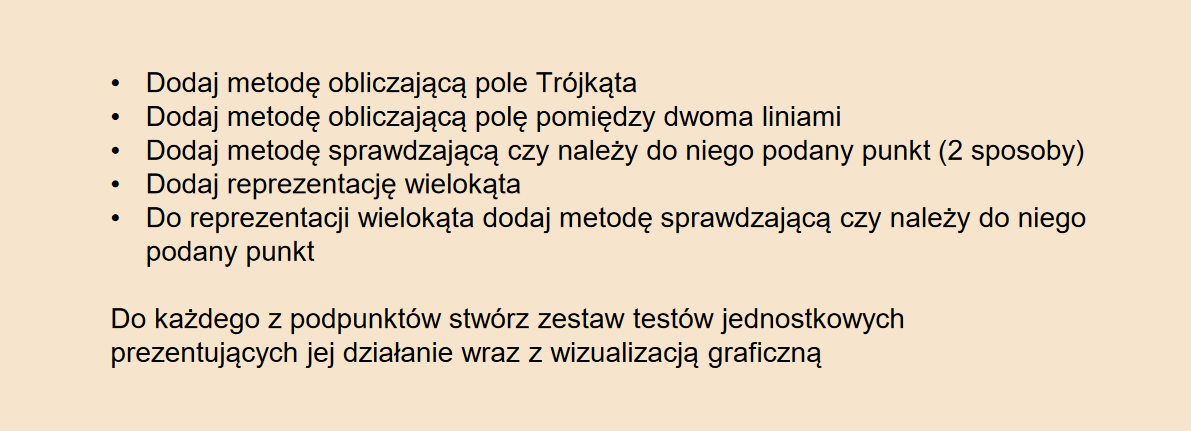 • Dodaj metodę obliczającą pole Trójkąta
• Dodaj metodę obliczającą polę pomiędzy dwoma liniami
• Dodaj metodę sprawdzającą czy należy do niego podany punkt (2 sposoby)
• Dodaj reprezentację wielokąta
• Do reprezentacji wielokąta dodaj metodę sprawdzającą czy należy do niego
podany punkt
Do każdego z podpunktów stwórz zestaw testów jednostkowych
prezentujących jej działanie wraz z wizualizacją graficzną